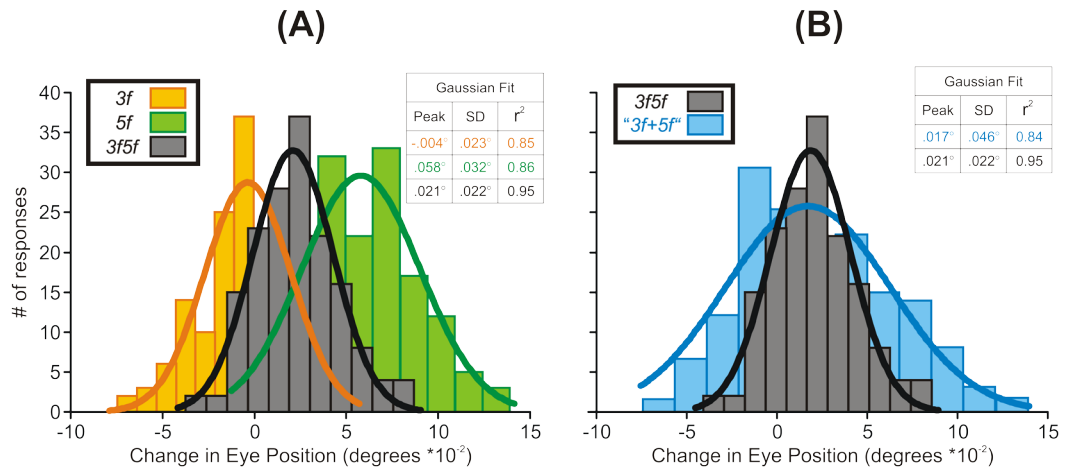 (A)
(B)
3f
5f
3f5f
Gaussian Fit
Peak SD r²
-.004° .023° 0.85
.058° .032° 0.86
.021° .022° 0.95
3f5f
“3f+5f“
Gaussian Fit
Peak SD r²
.017° .046° 0.84
.021° .022° 0.95
# of responses
40
35
30
25
20
15
10
5
0
-10 -5 0 5 10 15
-10 -5 0 5 10 15
Change in Eye Position (degrees *10⁻²)
Change in Eye Position (degrees *10⁻²)